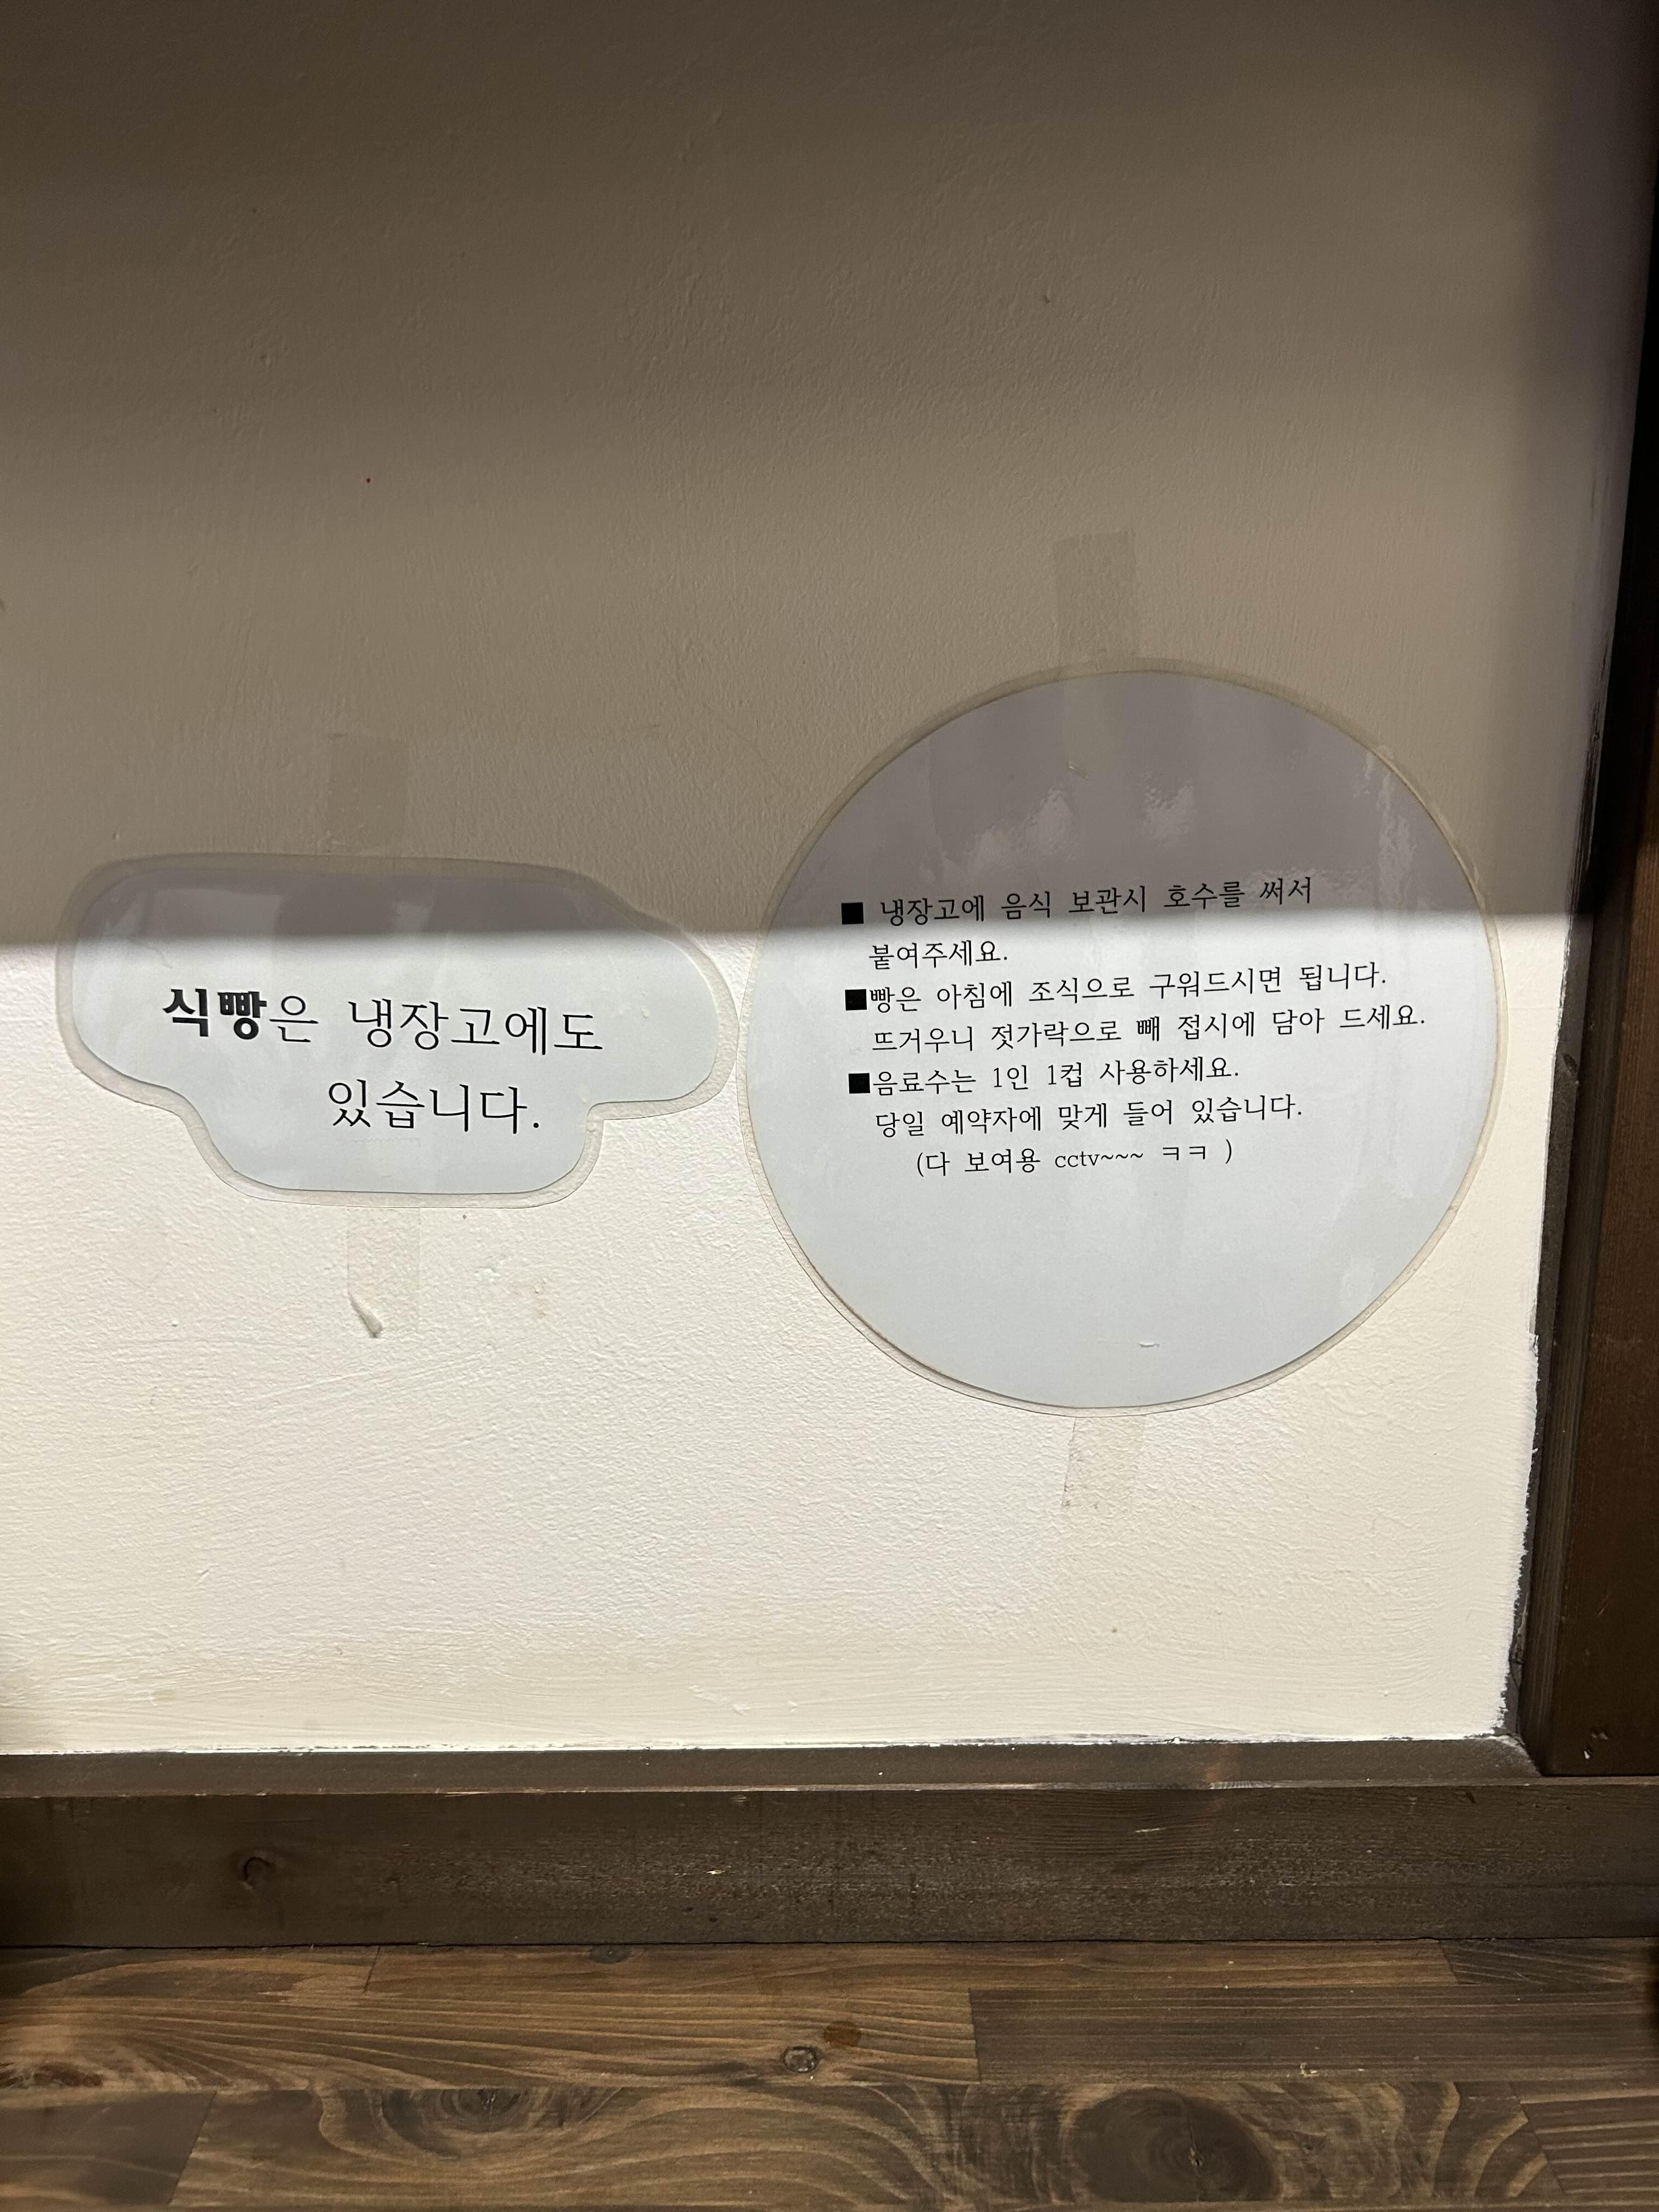 식빵은 냉장고에도
있습니다.
■ 냉장고에 음식 보관시 호수를 써서
붙여주세요.
■빵은 아침에 조식으로 구워드시면 됩니다.
뜨거우니 젓가락으로 빼 접시에 담아 드세요.
■음료수는 1인 1컵 사용하세요.
당일 예약자에 맞게 들어 있습니다.
(다 보여용 cctv~~~ ㅋㅋ )